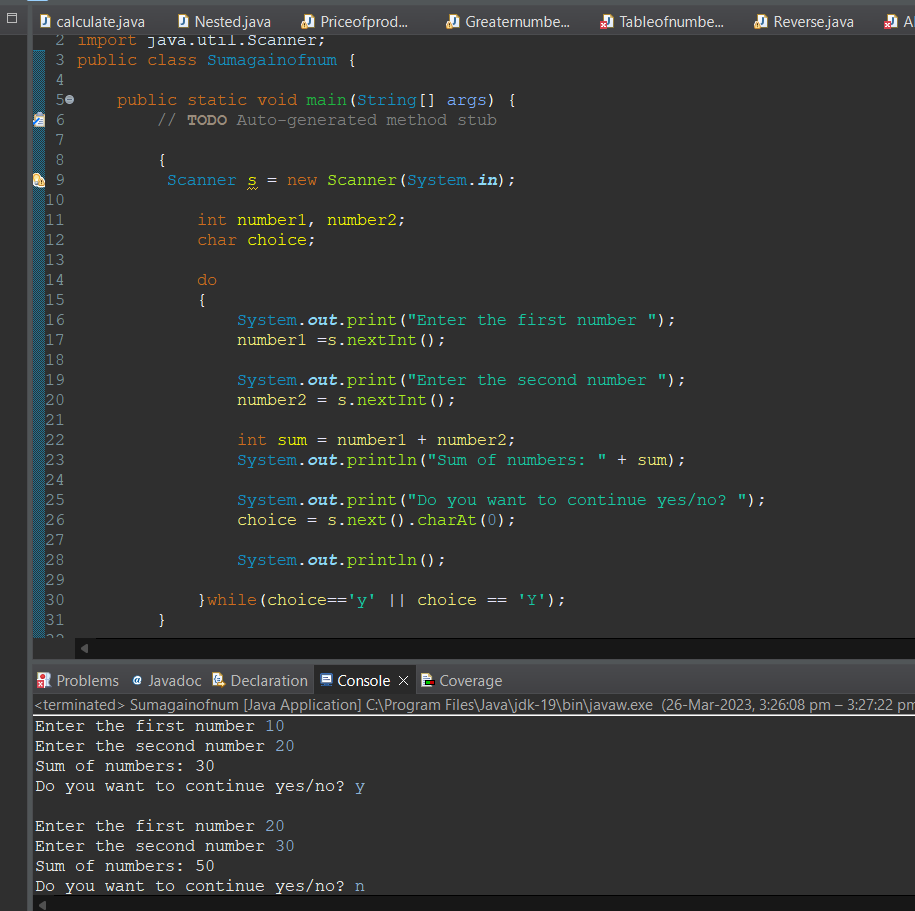 calculate.java Nested.java Priceofprod... Greaternumbe... Tableofnumbe... Reverse.java
2 import java.util.Scanner;
3 public class Sumagainofnum {
4
5 public static void main(String[] args) {
6 // TODO Auto-generated method stub
7
8 {
9 Scanner s = new Scanner(System.in);
10
11 int number1, number2;
12 char choice;
13
14 do
15 {
16 System.out.print("Enter the first number ");
17 number1 =s.nextInt();
18
19 System.out.print("Enter the second number ");
20 number2 = s.nextInt();
21
22 int sum = number1 + number2;
23 System.out.println("Sum of numbers: " + sum);
24
25 System.out.print("Do you want to continue yes/no? ");
26 choice = s.next().charAt(0);
27
28 System.out.println();
29
30 }while(choice=='y' || choice == 'Y');
31 }
Problems Javadoc Declaration Console Coverage
<terminated> Sumagainofnum [Java Application] C:\Program Files\Java\jdk-19\bin\javaw.exe (26-Mar-2023, 3:26:08 pm – 3:27:22 pm
Enter the first number 10
Enter the second number 20
Sum of numbers: 30
Do you want to continue yes/no? y
Enter the first number 20
Enter the second number 30
Sum of numbers: 50
Do you want to continue yes/no? n